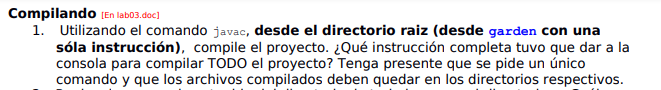 Compilando [En lab03.doc]
1. Utilizando el comando javac, desde el directorio raiz (desde garden con una
sóla instrucción), compile el proyecto. ¿Qué instrucción completa tuvo que dar a la
consola para compilar TODO el proyecto? Tenga presente que se pide un único
comando y que los archivos compilados deben quedar en los directorios respectivos.